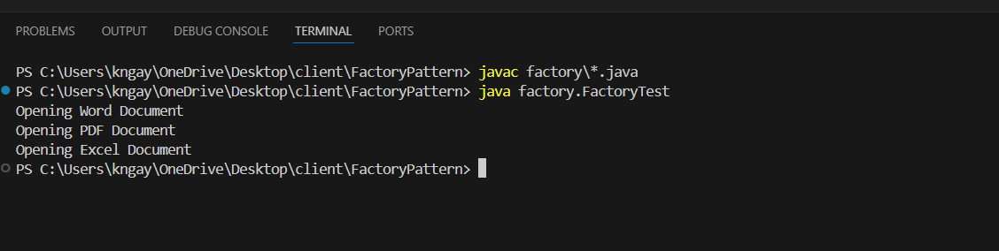 PROBLEMS OUTPUT DEBUG CONSOLE TERMINAL PORTS
PS C:\Users\kngay\OneDrive\Desktop\client\FactoryPattern> javac factory\*.java
PS C:\Users\kngay\OneDrive\Desktop\client\FactoryPattern> java factory.FactoryTest
Opening Word Document
Opening PDF Document
Opening Excel Document
PS C:\Users\kngay\OneDrive\Desktop\client\FactoryPattern>